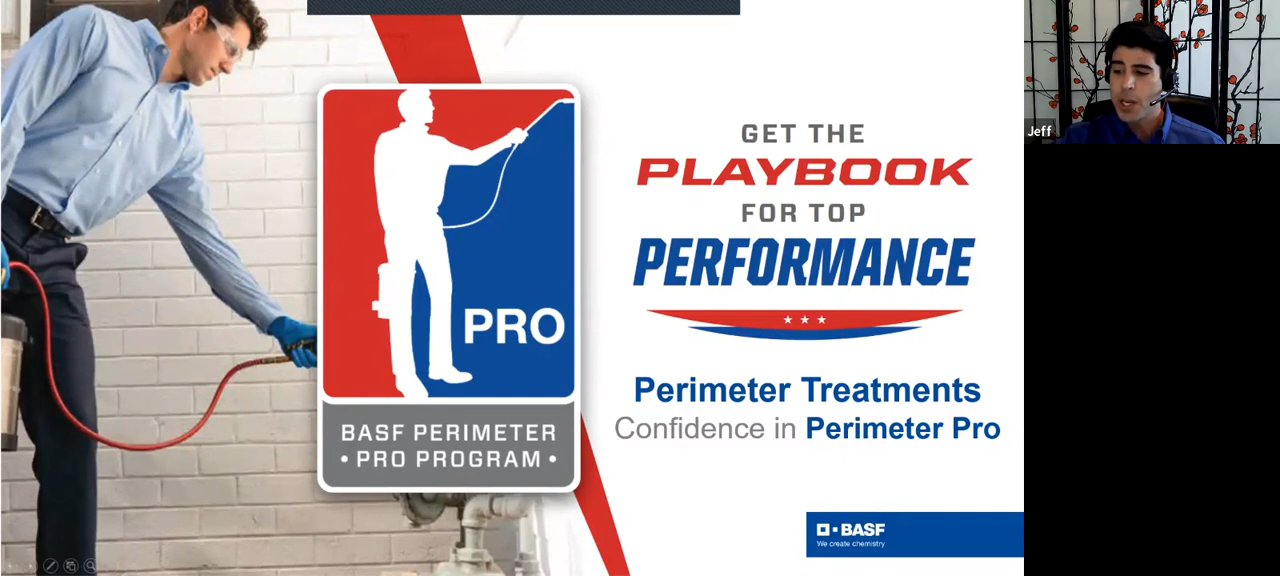 GET THE
PLAYBOOK
FOR TOP
PERFORMANCE
PRO
BASF PERIMETER
• PRO PROGRAM •
Perimeter Treatments
Confidence in Perimeter Pro
BASF
We create chemistry
Jeff